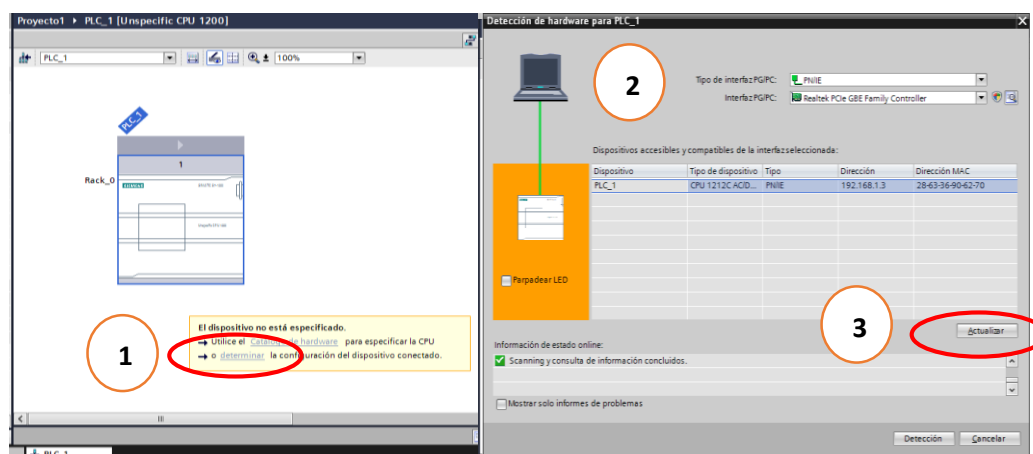 Proyecto1 ▸ PLC_1 [Unspecific CPU 1200]
PLC_1
100%
PLC_1
1
Rack_0
SIEMENS
El dispositivo no está especificado.
→ Utilice el Catálogo de hardware para especificar la CPU
→ o determinar la configuración del dispositivo conectado.
1
PLC_1
Detección de hardware para PLC_1
2
Tipo de interfaz PG/PC: PN/IE
Interfaz PG/PC: Realtek PCIe GBE Family Controller
Dispositivos accesibles y compatibles de la interfaz seleccionada:
Dispositivo Tipo de dispositivo Tipo Dirección Dirección MAC
PLC_1 CPU 1212C AC/D... PN/IE 192.168.1.3 28-63-36-90-62-70
Parpadear LED
3
Actualizar
Información de estado online:
Scanning y consulta de información concluidos.
Mostrar solo informes de problemas
Detección Cancelar